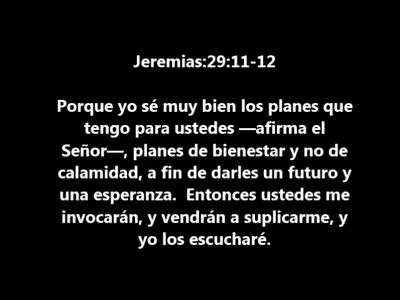 Jeremias:29:11-12
Porque yo sé muy bien los planes que
tengo para ustedes —afirma el
Señor—, planes de bienestar y no de
calamidad, a fin de darles un futuro y
una esperanza.  Entonces ustedes me
invocarán, y vendrán a suplicarme, y
yo los escucharé.